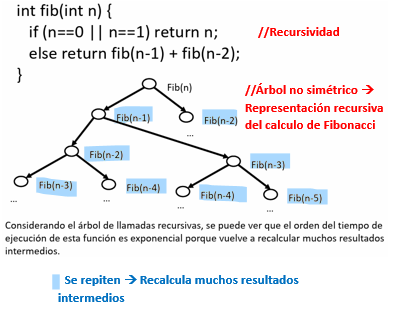 int fib(int n) {
if (n==0 || n==1) return n; //Recursividad
else return fib(n-1) + fib(n-2);
}
Fib(n)
//Árbol no simétrico →
Representación recursiva
del calculo de Fibonacci
Fib(n-1)
Fib(n-2)
...
Fib(n-2)
Fib(n-3)
Fib(n-3)
Fib(n-4)
Fib(n-4)
Fib(n-5)
...
...
...
...
Considerando el árbol de llamadas recursivas, se puede ver que el orden del tiempo de
ejecución de esta función es exponencial porque vuelve a recalcular muchos resultados
intermedios.
Se repiten → Recalcula muchos resultados
intermedios